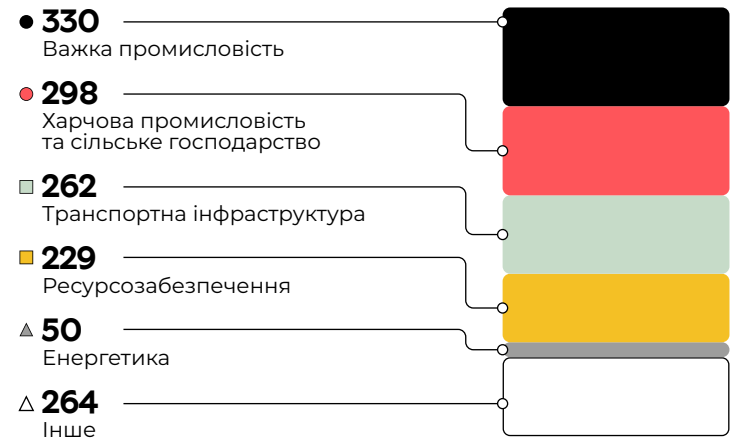 330
Важка промисловість
298
Харчова промисловість
та сільське господарство
262
Транспортна інфраструктура
229
Ресурсозабезпечення
50
Енергетика
264
Інше